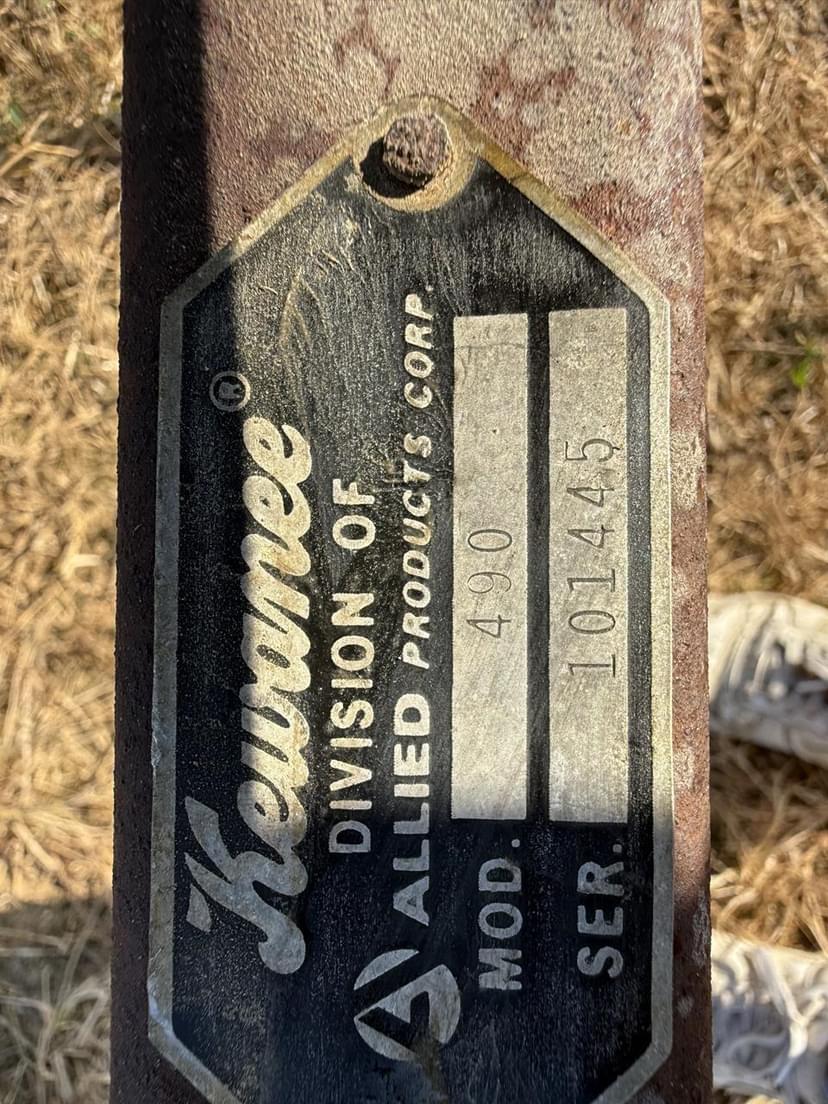 Kewanee®
DIVISION OF
ALLIED PRODUCTS CORP.
MOD. 490
SER. 101445